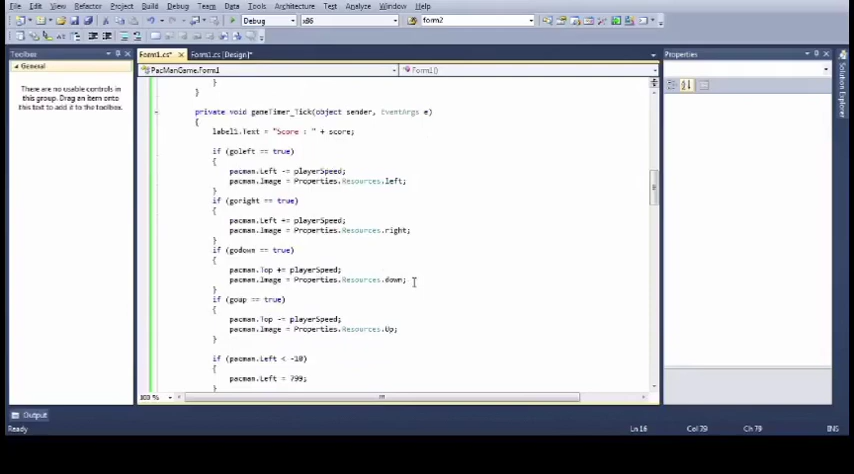 File Edit View Refactor Project Build Debug Team Data Tools Architecture Test Analyze Window Help
Debug x86 form2
Toolbox
General
There are no usable controls in
this group. Drag an item onto
this text to add it to the toolbox.
Form1.cs* Form1.cs [Design]*
PacManGame.Form1 Form1()
}
}
private void gameTimer_Tick(object sender, EventArgs e)
{
label1.Text = "Score : " + score;
if (goleft == true)
{
pacman.Left -= playerSpeed;
pacman.Image = Properties.Resources.left;
}
if (goright == true)
{
pacman.Left += playerSpeed;
pacman.Image = Properties.Resources.right;
}
if (godown == true)
{
pacman.Top += playerSpeed;
pacman.Image = Properties.Resources.down;
}
if (goup == true)
{
pacman.Top -= playerSpeed;
pacman.Image = Properties.Resources.Up;
}
if (pacman.Left < -10)
{
pacman.Left = 799;
}
100 %
Properties
Solution Explorer
Output
Ready Ln 16 Col 79 Ch 79 INS